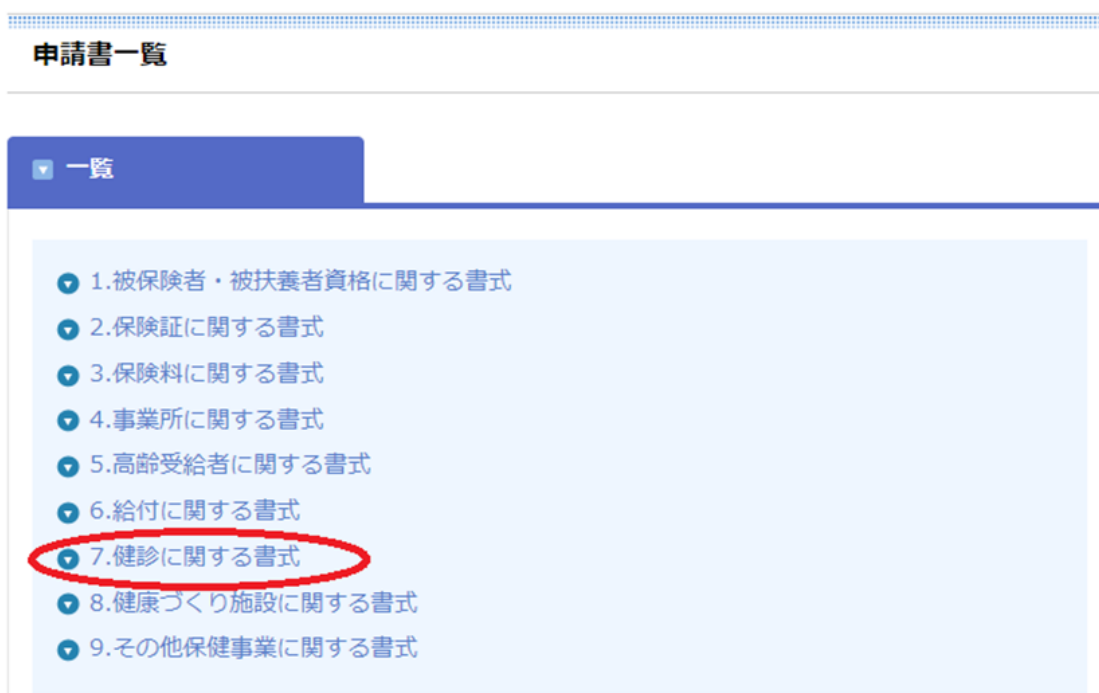 申請書一覧
一覧
1.被保険者・被扶養者資格に関する書式
2.保険証に関する書式
3.保険料に関する書式
4.事業所に関する書式
5.高齢受給者に関する書式
6.給付に関する書式
7.健診に関する書式
8.健康づくり施設に関する書式
9.その他保健事業に関する書式